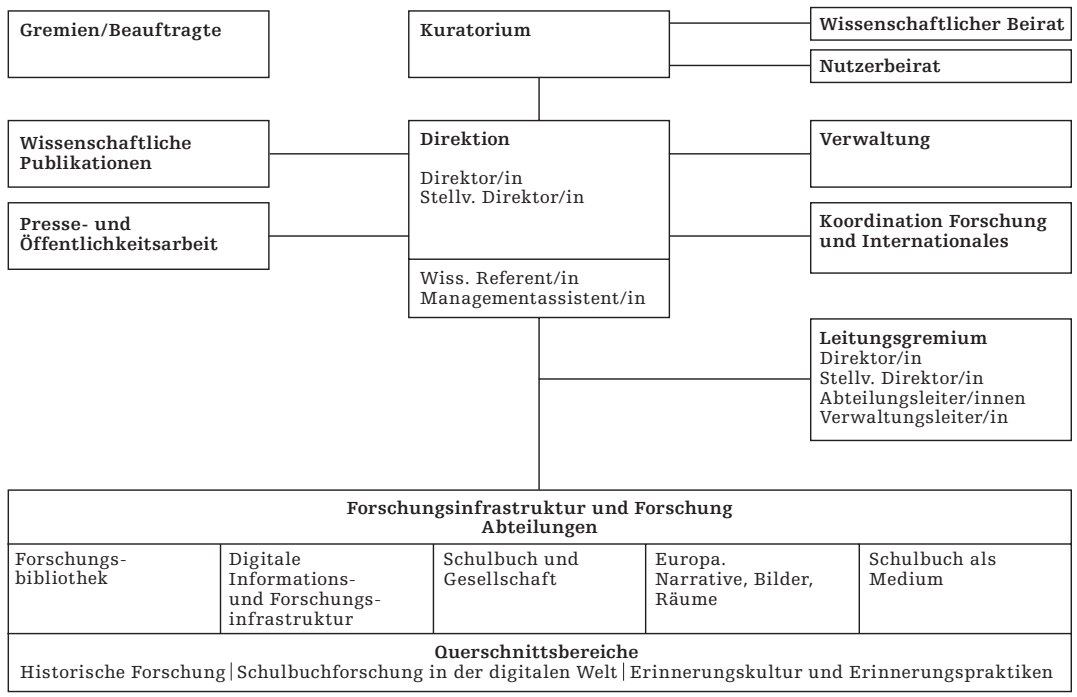 Gremien/Beauftragte
Kuratorium
Wissenschaftlicher Beirat
Nutzerbeirat
Wissenschaftliche
Publikationen
Direktion
Direktor/in
Stellv. Direktor/in
Verwaltung
Presse- und
Öffentlichkeitsarbeit
Koordination Forschung
und Internationales
Wiss. Referent/in
Managementassistent/in
Leitungsgremium
Direktor/in
Stellv. Direktor/in
Abteilungsleiter/innen
Verwaltungsleiter/in
Forschungsinfrastruktur und Forschung
Abteilungen
Forschungs-
bibliothek
Digitale
Informations-
und Forschungs-
infrastruktur
Schulbuch und
Gesellschaft
Europa.
Narrative, Bilder,
Räume
Schulbuch als
Medium
Querschnittsbereiche
Historische Forschung|Schulbuchforschung in der digitalen Welt|Erinnerungskultur und Erinnerungspraktiken